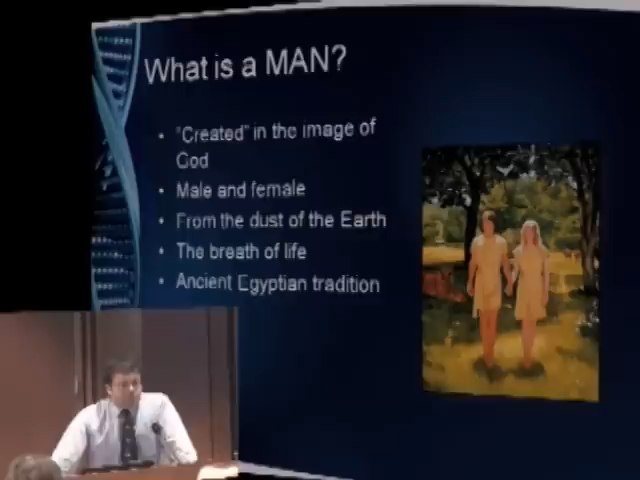 What is a MAN?
• "Created" in the image of
God
• Male and female
• From the dust of the Earth
• The breath of life
• Ancient Egyptian tradition